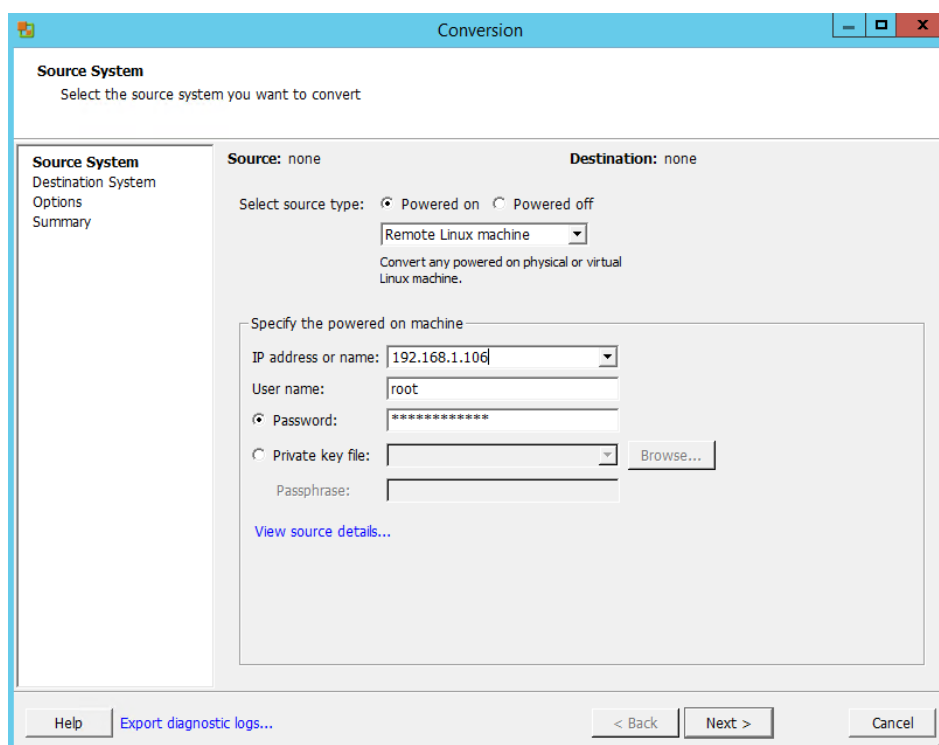 Conversion
Source System
Select the source system you want to convert
Source System
Destination System
Options
Summary
Source: none Destination: none
Select source type: Powered on Powered off
Remote Linux machine
Convert any powered on physical or virtual
Linux machine.
Specify the powered on machine
IP address or name: 192.168.1.106
User name: root
Password: ************
Private key file: Browse...
Passphrase:
View source details...
Help Export diagnostic logs... < Back Next > Cancel